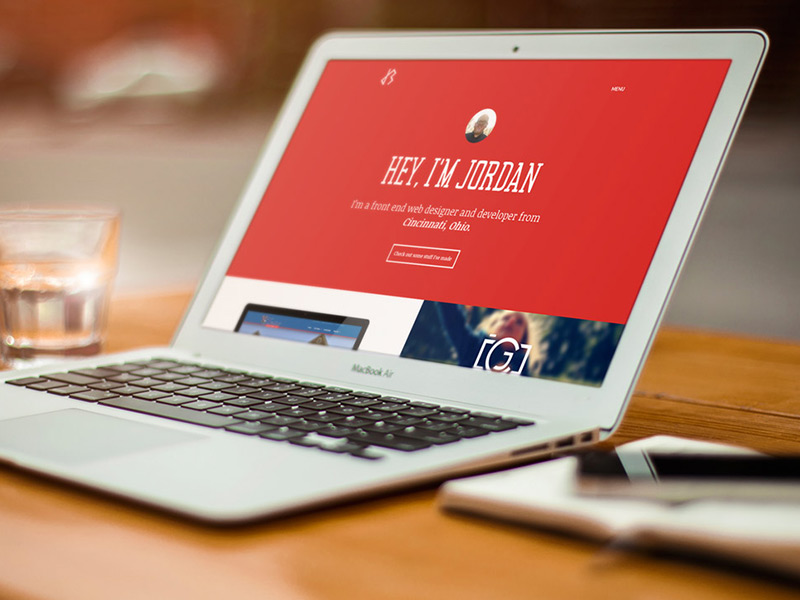 MENU
HEY, I'M JORDAN
I'm a front end web designer and developer from
Cincinnati, Ohio.
Check out some stuff I've made
[G]
MacBook Air